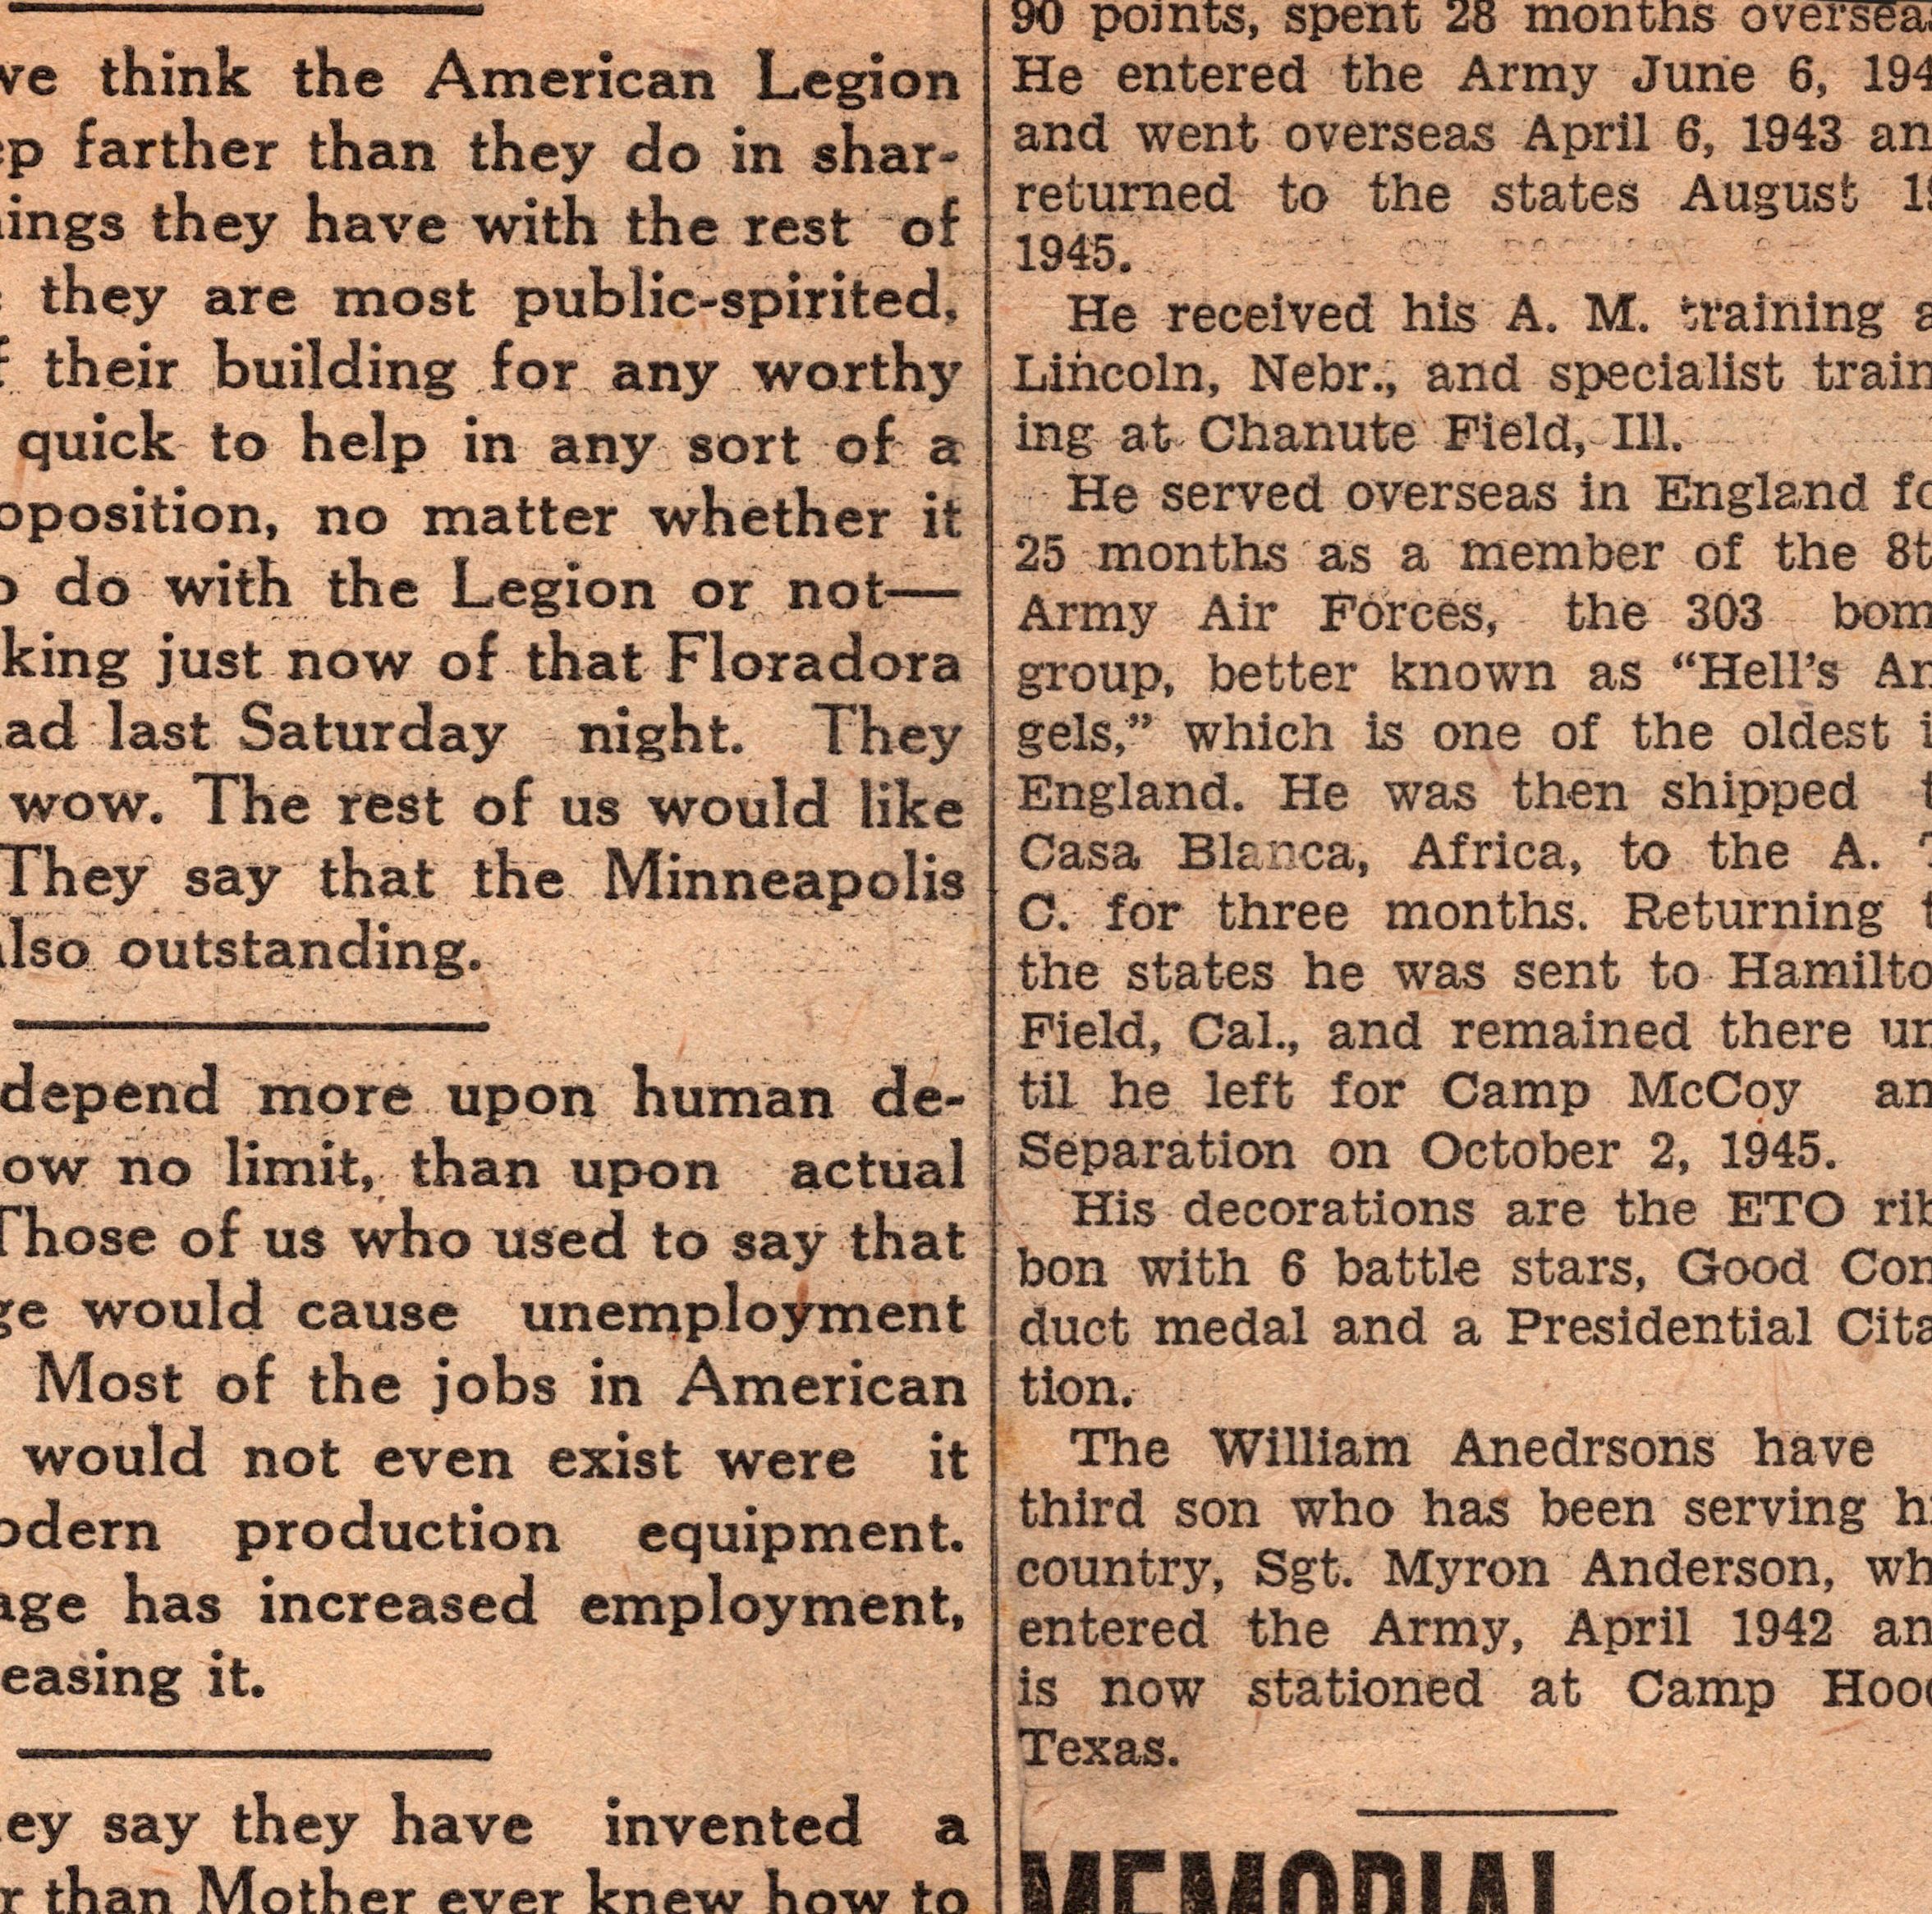 we think the American Legion
ep farther than they do in shar-
ings they have with the rest of
they are most public-spirited,
f their building for any worthy
quick to help in any sort of a
oposition, no matter whether it
o do with the Legion or not—
king just now of that Floradora
ad last Saturday night. They
wow. The rest of us would like
They say that the Minneapolis
also outstanding.
depend more upon human de-
ow no limit, than upon actual
Those of us who used to say that
ge would cause unemployment
Most of the jobs in American
would not even exist were it
odern production equipment.
age has increased employment,
easing it.
ey say they have invented a
r than Mother ever knew how to
90 points, spent 28 months overseas
He entered the Army June 6, 194
and went overseas April 6, 1943 an
returned to the states August 1
1945.
He received his A. M. training a
Lincoln, Nebr., and specialist train
ing at Chanute Field, Ill.
He served overseas in England fo
25 months as a member of the 8t
Army Air Forces, the 303 bom
group, better known as "Hell's An
gels," which is one of the oldest i
England. He was then shipped t
Casa Blanca, Africa, to the A. T
C. for three months. Returning t
the states he was sent to Hamilto
Field, Cal., and remained there un
til he left for Camp McCoy an
Separation on October 2, 1945.
His decorations are the ETO rib
bon with 6 battle stars, Good Con
duct medal and a Presidential Cita
tion.
The William Anedrsons have
third son who has been serving hi
country, Sgt. Myron Anderson, wh
entered the Army, April 1942 an
is now stationed at Camp Hood
Texas.
MEMORIAL